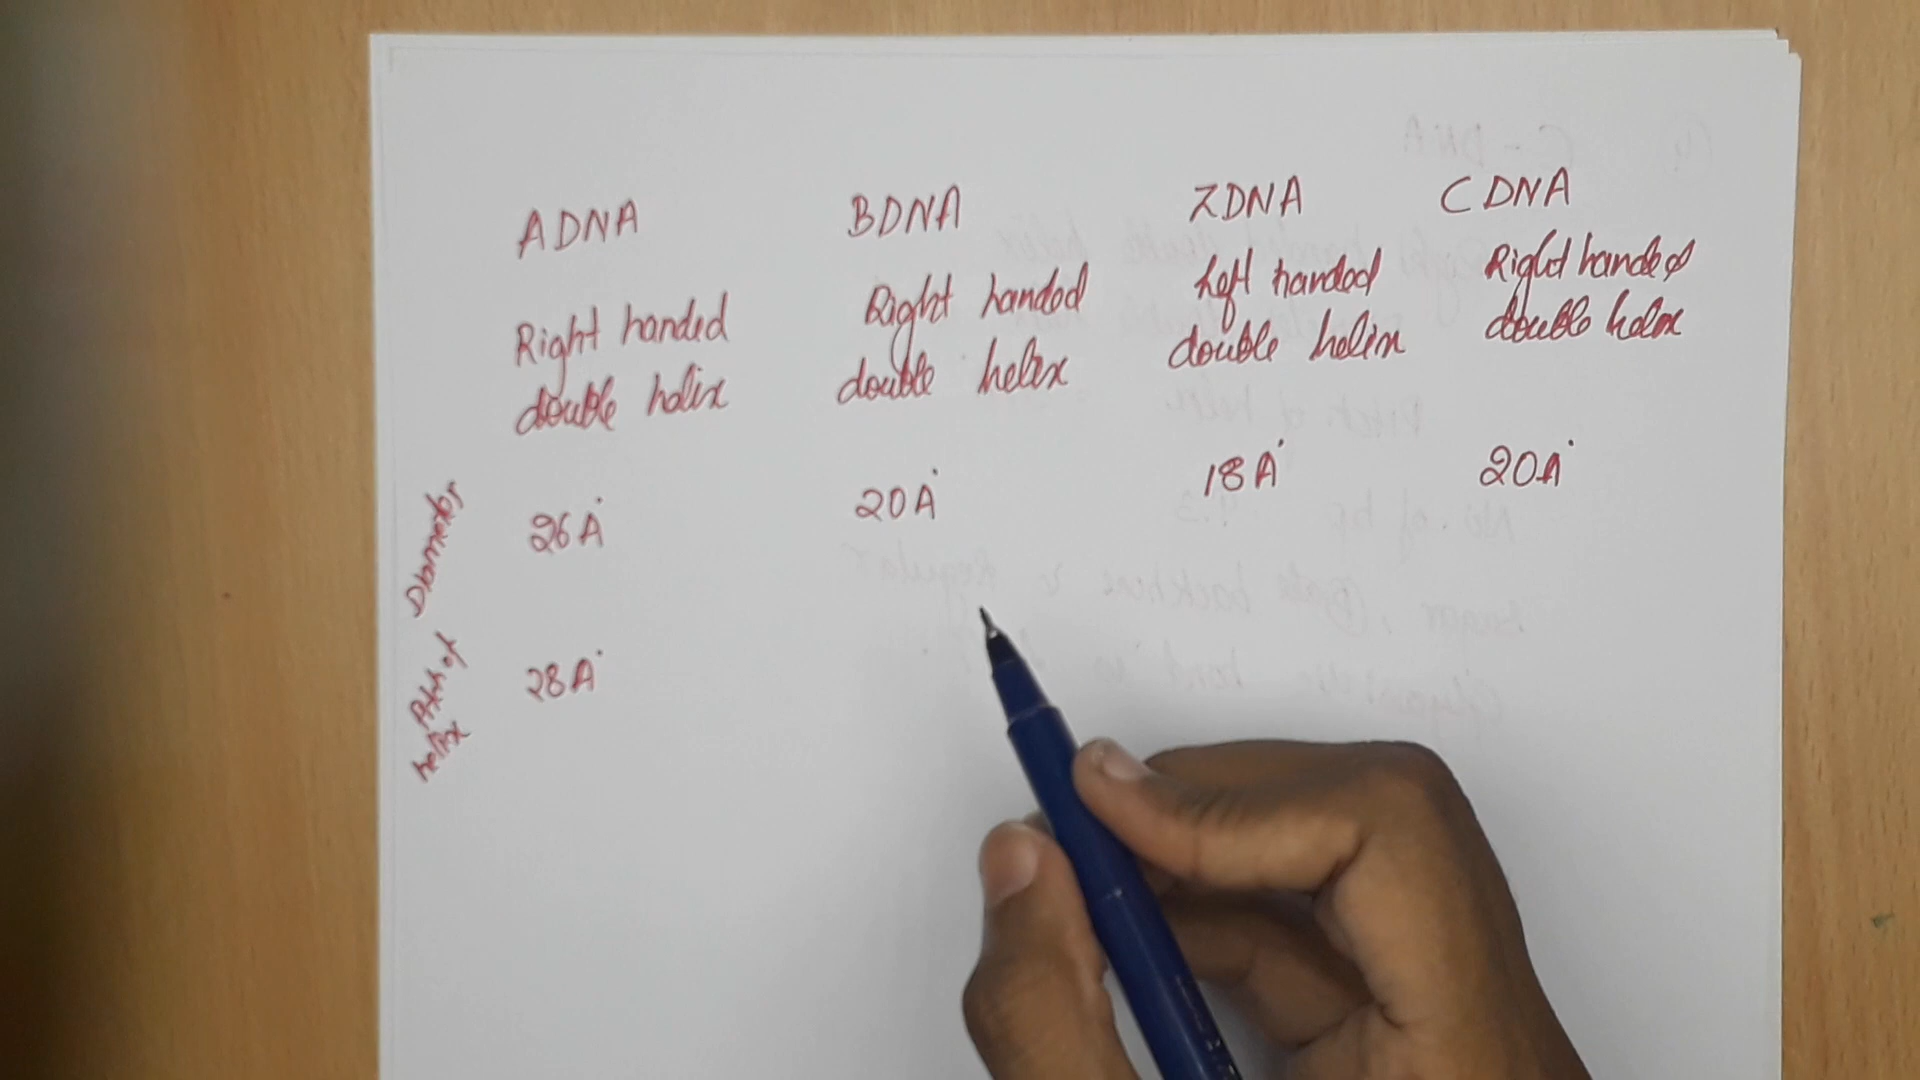 ADNA BDNA ZDNA CDNA
Right handed Right handed Left handed Right handed
double helix double helix double helix double helix
Diameter 26 A° 20 A° 18 A° 20 A°
Pitch of helix 28 A°